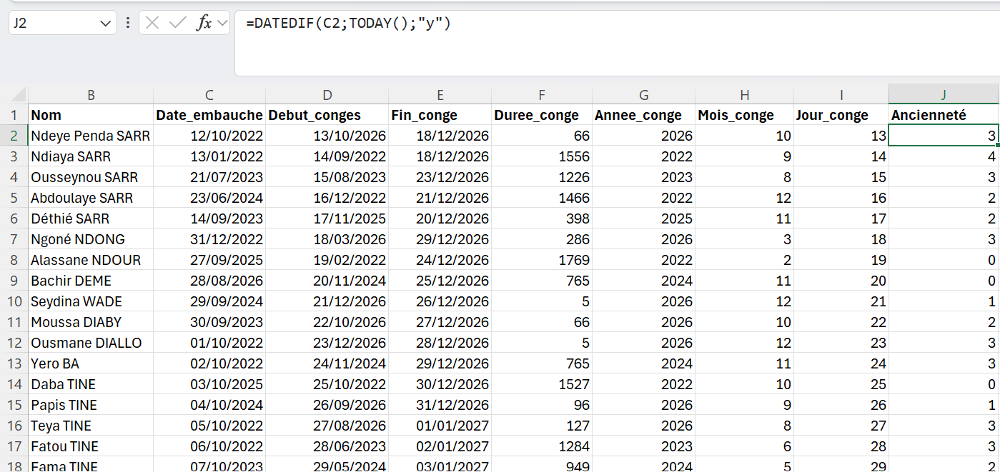 J2 fx =DATEDIF(C2;TODAY();"y")
B C D E F G H I J
1 Nom Date_embauche Debut_conges Fin_conge Duree_conge Annee_conge Mois_conge Jour_conge Ancienneté
2 Ndeye Penda SARR 12/10/2022 13/10/2026 18/12/2026 66 2026 10 13 3
3 Ndiaya SARR 13/01/2022 14/09/2022 18/12/2026 1556 2022 9 14 4
4 Ousseynou SARR 21/07/2023 15/08/2023 23/12/2026 1226 2023 8 15 3
5 Abdoulaye SARR 23/06/2024 16/12/2022 21/12/2026 1466 2022 12 16 2
6 Déthié SARR 14/09/2023 17/11/2025 20/12/2026 398 2025 11 17 2
7 Ngoné NDONG 31/12/2022 18/03/2026 29/12/2026 286 2026 3 18 3
8 Alassane NDOUR 27/09/2025 19/02/2022 24/12/2026 1769 2022 2 19 0
9 Bachir DEME 28/08/2026 20/11/2024 25/12/2026 765 2024 11 20 0
10 Seydina WADE 29/09/2024 21/12/2026 26/12/2026 5 2026 12 21 1
11 Moussa DIABY 30/09/2023 22/10/2026 27/12/2026 66 2026 10 22 2
12 Ousmane DIALLO 01/10/2022 23/12/2026 28/12/2026 5 2026 12 23 3
13 Yero BA 02/10/2022 24/11/2024 29/12/2026 765 2024 11 24 3
14 Daba TINE 03/10/2025 25/10/2022 30/12/2026 1527 2022 10 25 0
15 Papis TINE 04/10/2024 26/09/2026 31/12/2026 96 2026 9 26 1
16 Teya TINE 05/10/2022 27/08/2026 01/01/2027 127 2026 8 27 3
17 Fatou TINE 06/10/2022 28/06/2023 02/01/2027 1284 2023 6 28 3
18 Fama TINE 07/10/2023 29/05/2024 03/01/2027 949 2024 5 29 2